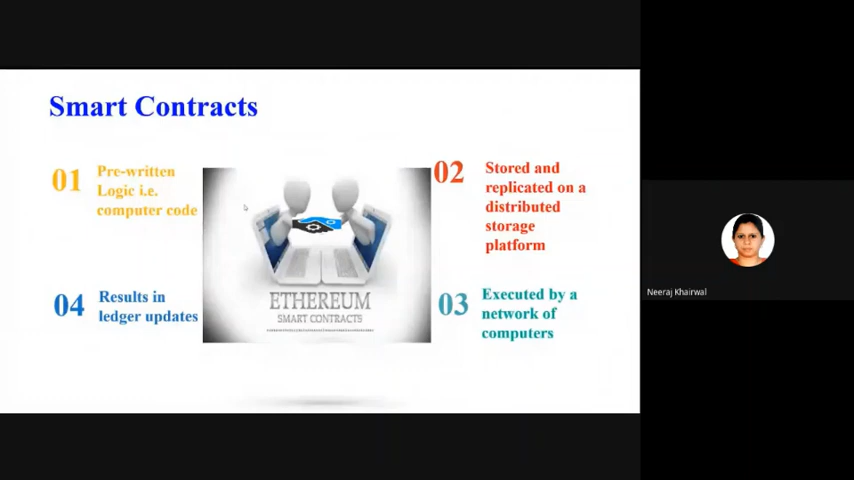 Smart Contracts
01
Pre-written
Logic i.e.
computer code
02
Stored and
replicated on a
distributed
storage
platform
ETHEREUM
SMART CONTRACTS
04
Results in
ledger updates
03
Executed by a
network of
computers
Neeraj Khairwal